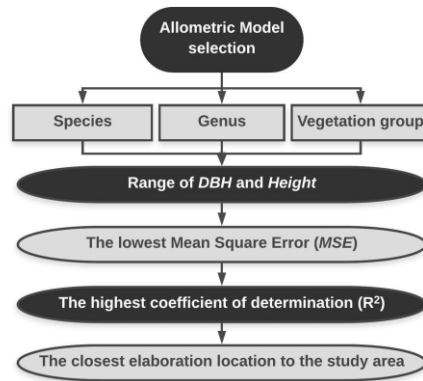 Allometric Model
selection
Species
Genus
Vegetation group
Range of DBH and Height
The lowest Mean Square Error (MSE)
The highest coefficient of determination (R²)
The closest elaboration location to the study area